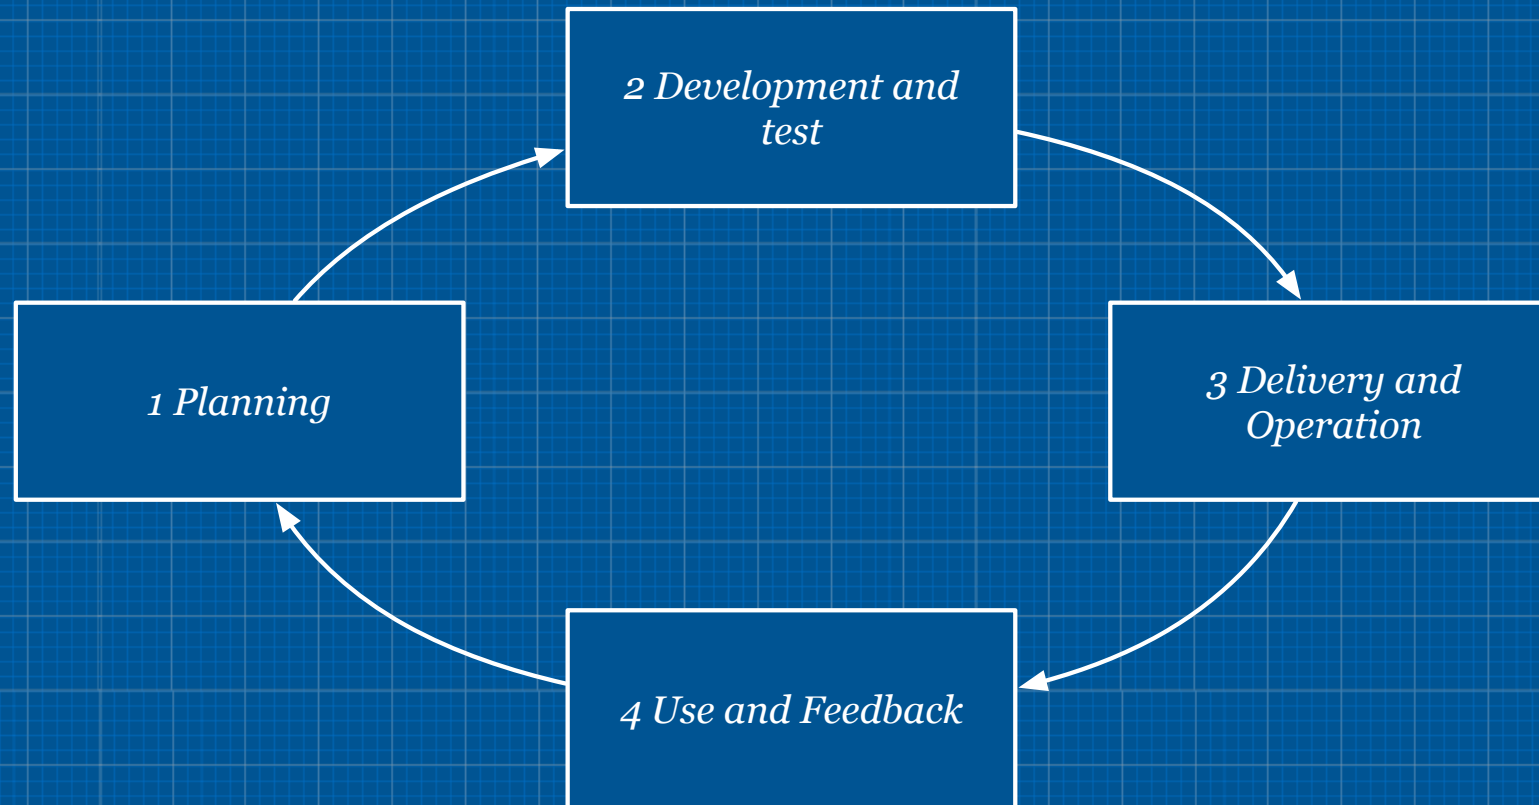 2 Development and
test
1 Planning
3 Delivery and
Operation
4 Use and Feedback